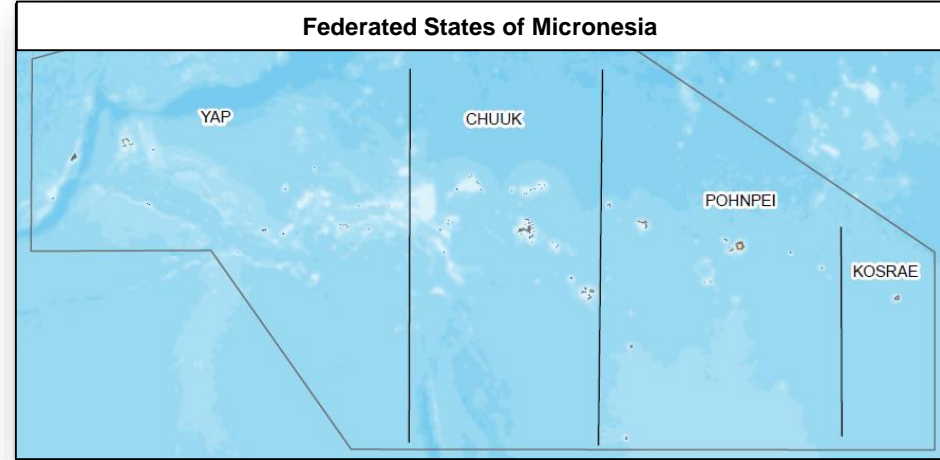 Federated States of Micronesia
YAP
CHUUK
POHNPEI
KOSRAE